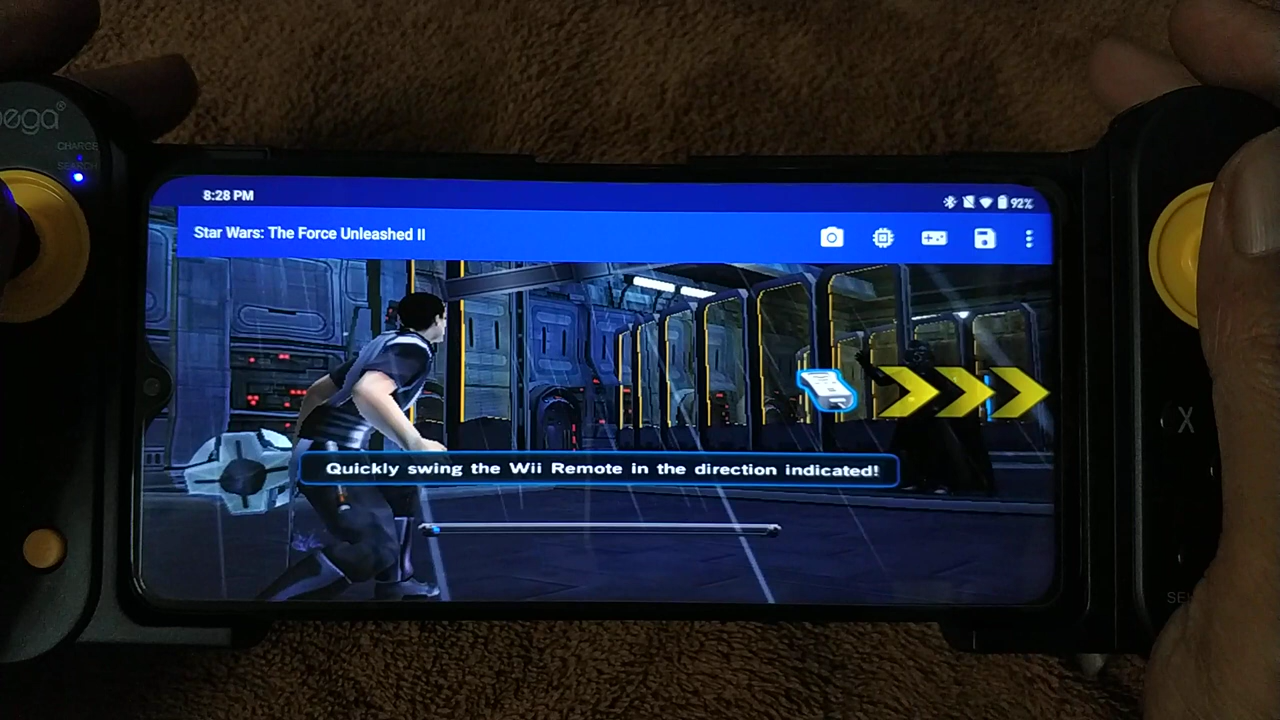 CHARGE
SEARCH
8:28 PM
92%
Star Wars: The Force Unleashed II
X
Quickly swing the Wii Remote in the direction indicated!